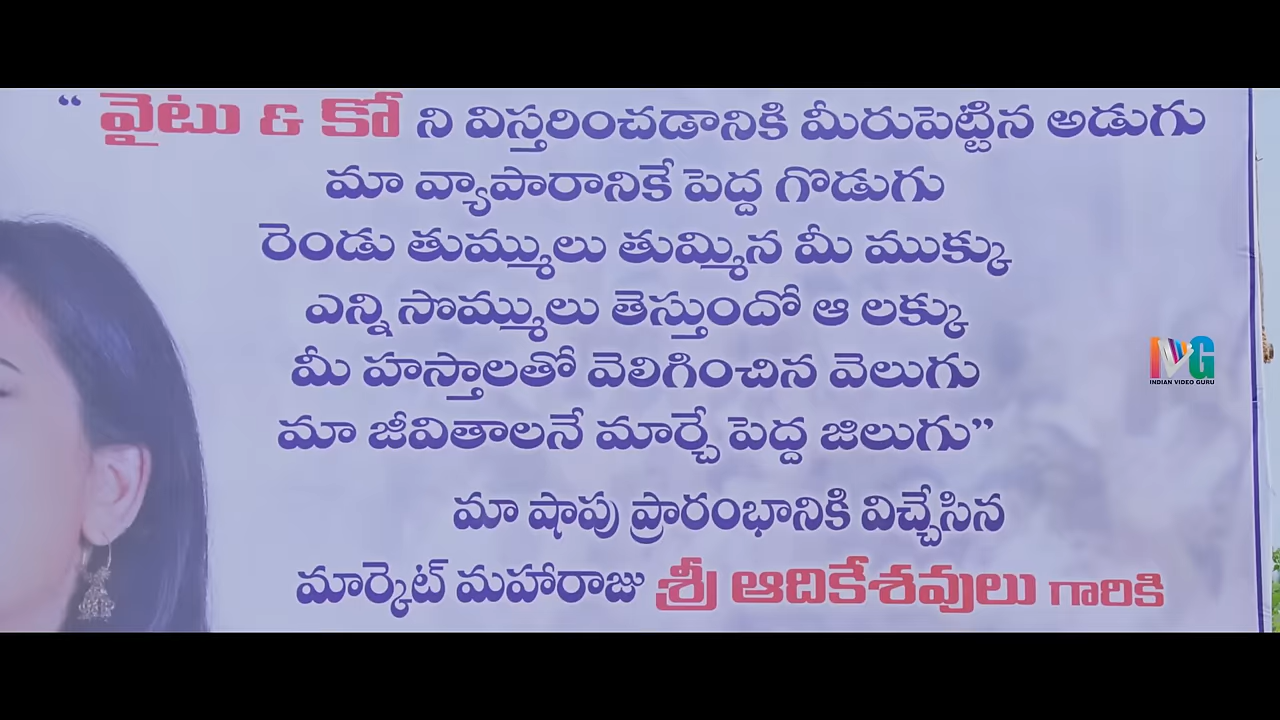 “ వైటు & కో ని విస్తరించడానికి మీరుపెట్టిన అడుగు
మా వ్యాపారానికే పెద్ద గొడుగు
రెండు తుమ్ములు తుమ్మిన మీ ముక్కు
ఎన్ని సొమ్ములు తెస్తుందో ఆ లక్కు
మీ హస్తాలతో వెలిగించిన వెలుగు
మా జీవితాలనే మార్చే పెద్ద జిలుగు”
మా షాపు ప్రారంభానికి విచ్చేసిన
మార్కెట్ మహారాజు శ్రీ ఆదికేశవులు గారికి
IVG
INDIAN VIDEO GURU